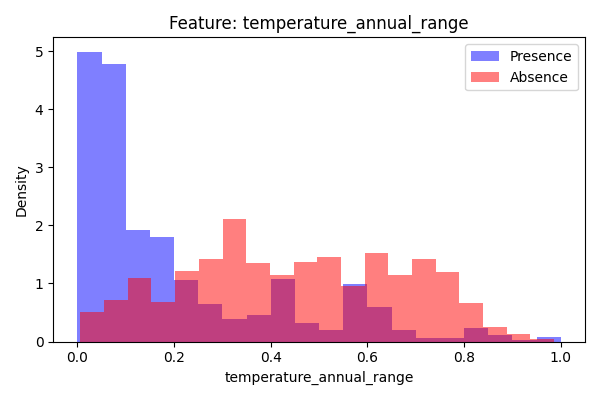 Feature: temperature_annual_range
Presence
Absence
Density
5
4
3
2
1
0
0.0 0.2 0.4 0.6 0.8 1.0
temperature_annual_range